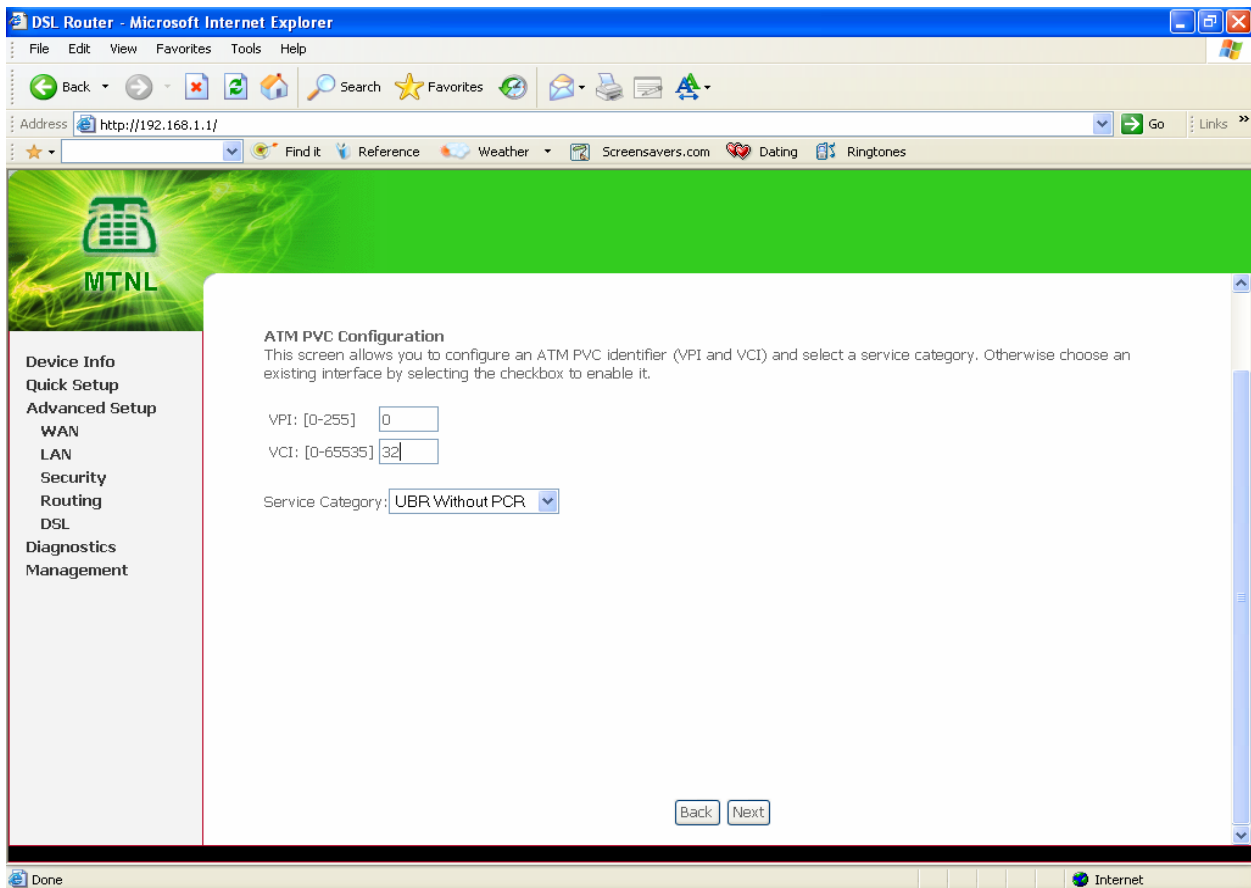 DSL Router - Microsoft Internet Explorer
File Edit View Favorites Tools Help
Back Search Favorites
Address http://192.168.1.1/ Go Links »
Find it Reference Weather Screensavers.com Dating Ringtones
MTNL
Device Info
Quick Setup
Advanced Setup
WAN
LAN
Security
Routing
DSL
Diagnostics
Management
ATM PVC Configuration
This screen allows you to configure an ATM PVC identifier (VPI and VCI) and select a service category. Otherwise choose an
existing interface by selecting the checkbox to enable it.
VPI: [0-255] 0
VCI: [0-65535] 32
Service Category: UBR Without PCR
Back Next
Done Internet